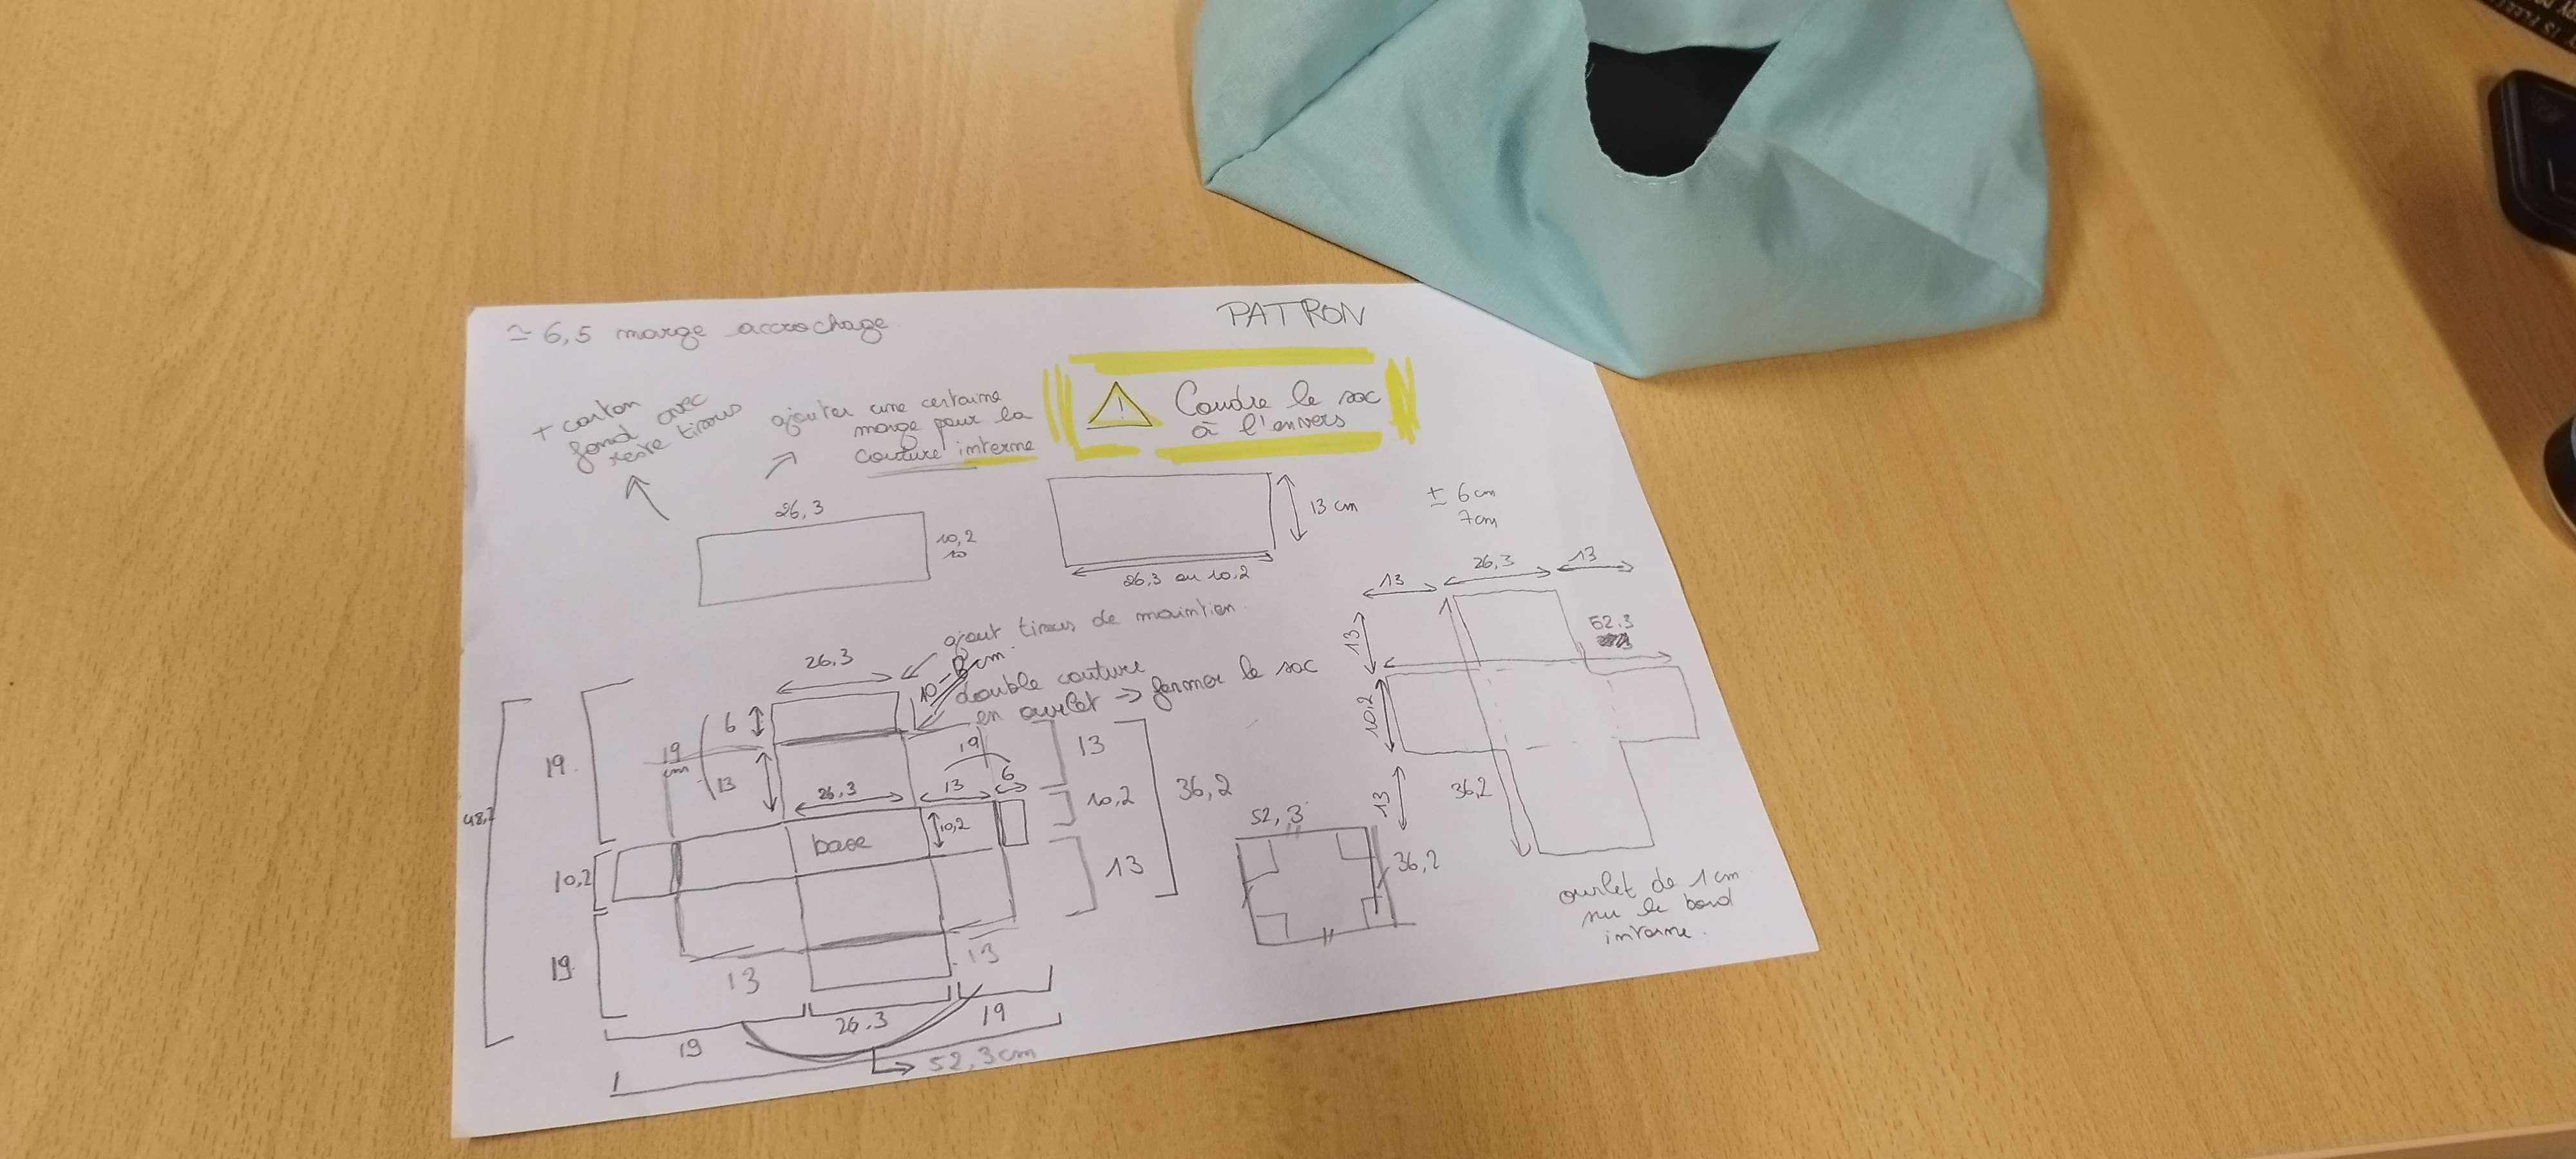 ≃ 6,5 marge accrochage
PATRON
+ carton
fond avec
reste tissus
ajouter une certaine
marge pour la
couture interne
! Coudre le sac
à l'envers
26,3
10,2
10
13 cm
26,3 ou 10,2
± 6 cm
7cm
ajout tissus de maintien
cm.
double couture
en ourlet → fermer le sac
26,3
6
13
19
cm
19
13
6
26,3
13
base
10,2
19
10,2
19
48,2
13
10,2
13
36,2
13
13
19
26.3
19
52,3cm
52,3
36,2
13
26,3
13
13
52.3
10,2
13
36,2
ourlet de 1cm
sur le bord
interne.